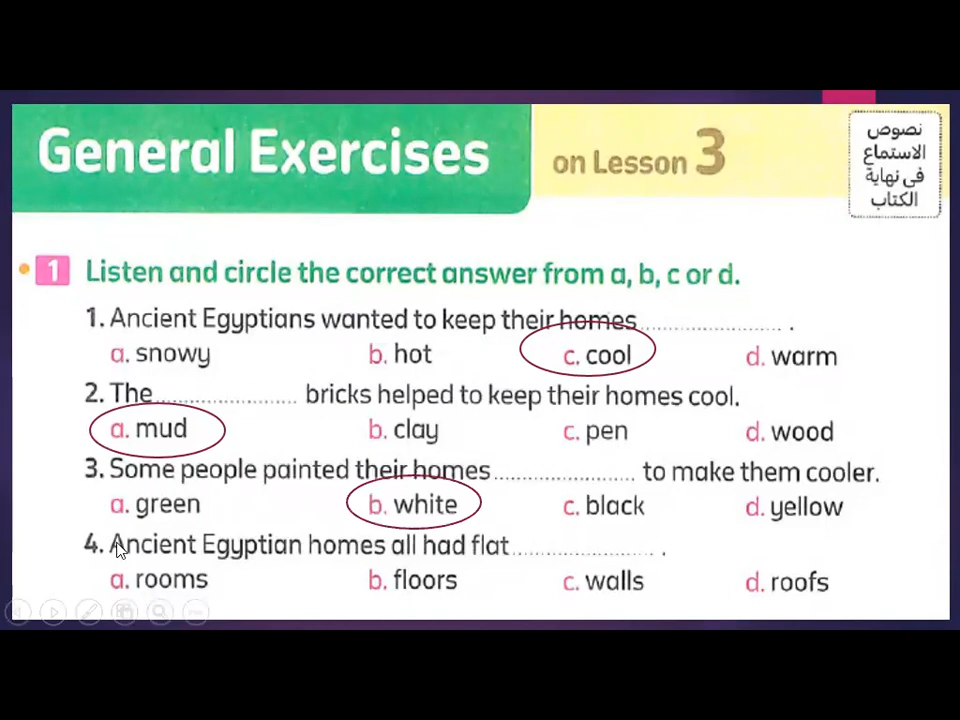 General Exercises on Lesson 3
نصوص
الاستماع
فى نهاية
الكتاب
1 Listen and circle the correct answer from a, b, c or d.
1. Ancient Egyptians wanted to keep their homes ........................ .
a. snowy b. hot c. cool d. warm
2. The ........................ bricks helped to keep their homes cool.
a. mud b. clay c. pen d. wood
3. Some people painted their homes ........................ to make them cooler.
a. green b. white c. black d. yellow
4. Ancient Egyptian homes all had flat ........................ .
a. rooms b. floors c. walls d. roofs